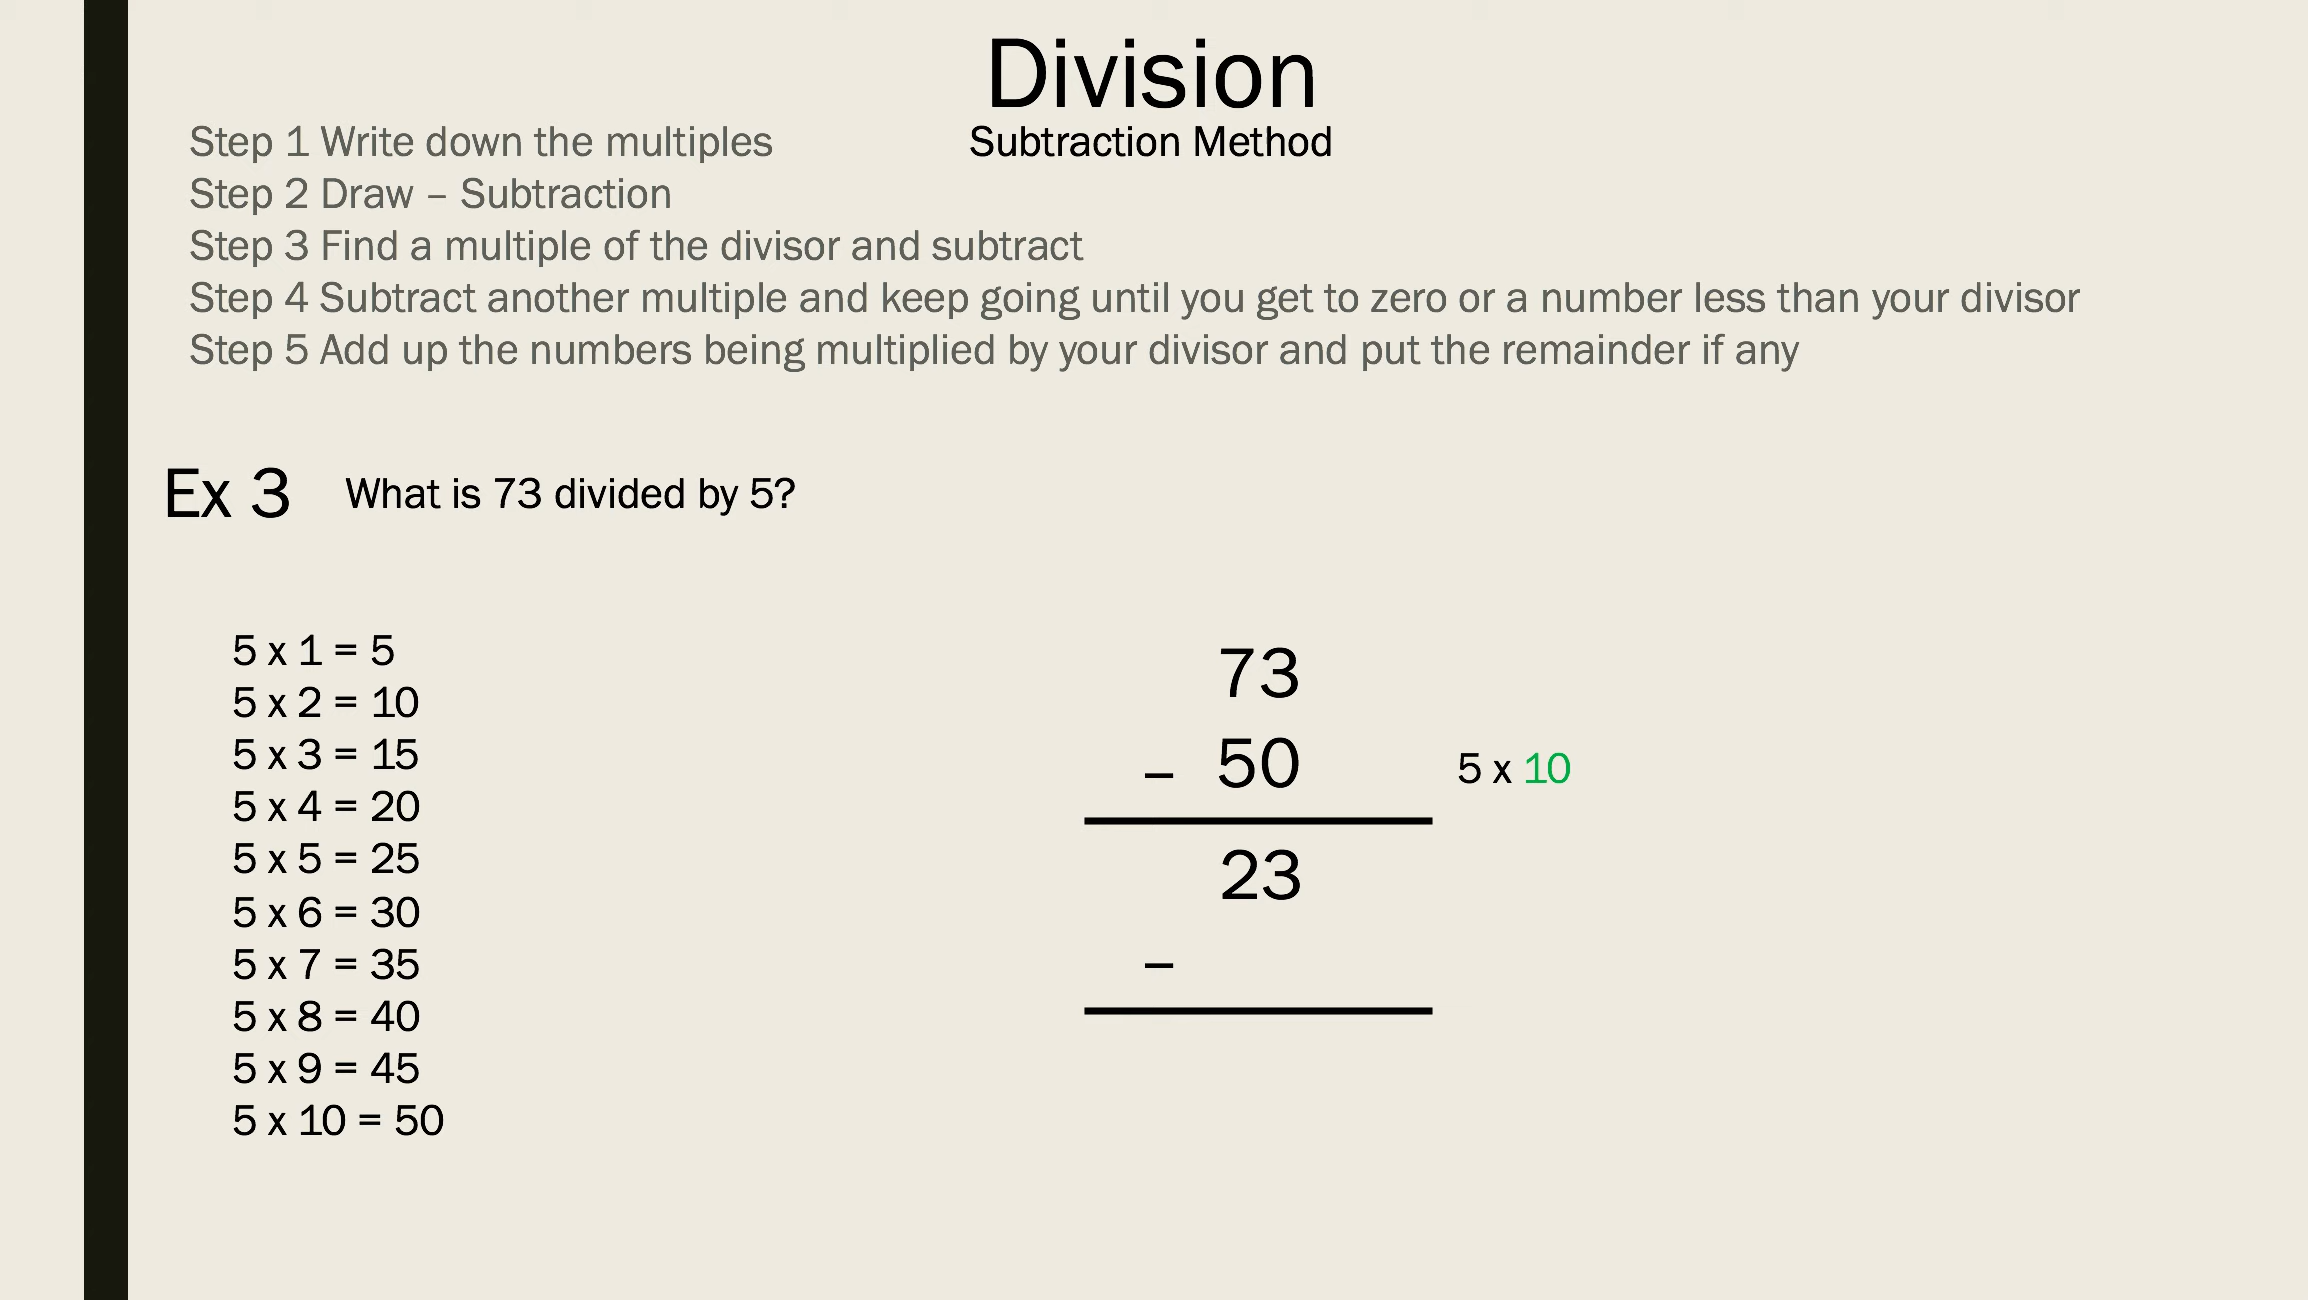 Division
Subtraction Method
Step 1 Write down the multiples
Step 2 Draw – Subtraction
Step 3 Find a multiple of the divisor and subtract
Step 4 Subtract another multiple and keep going until you get to zero or a number less than your divisor
Step 5 Add up the numbers being multiplied by your divisor and put the remainder if any
Ex 3 What is 73 divided by 5?
5 x 1 = 5
5 x 2 = 10
5 x 3 = 15
5 x 4 = 20
5 x 5 = 25
5 x 6 = 30
5 x 7 = 35
5 x 8 = 40
5 x 9 = 45
5 x 10 = 50
73
– 50 5 x 10
23
–